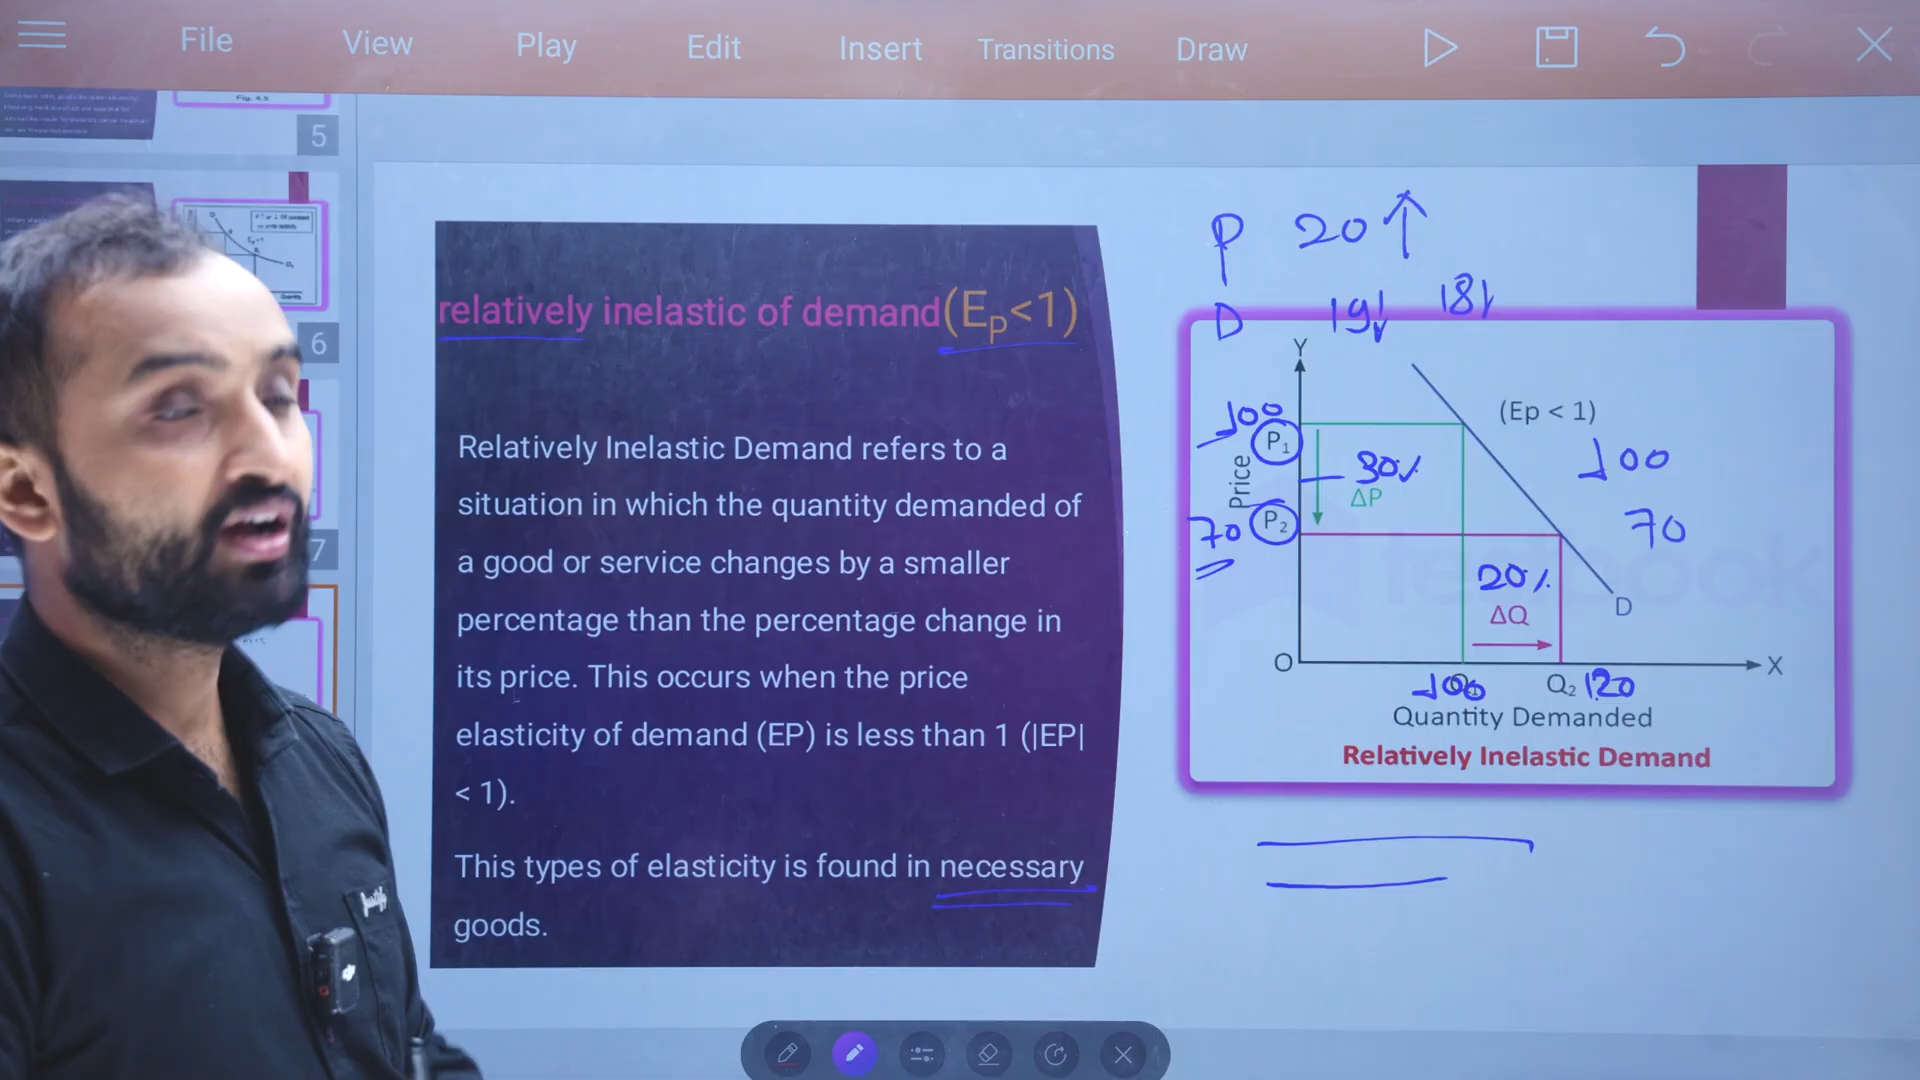 File View Play Edit Insert Transitions Draw
Fig. 4.5
5
6
7
relatively inelastic of demand(Ep<1)
Relatively Inelastic Demand refers to a
situation in which the quantity demanded of
a good or service changes by a smaller
percentage than the percentage change in
its price. This occurs when the price
elasticity of demand (EP) is less than 1 (|EP|
< 1).
This types of elasticity is found in necessary
goods.
P 20 ↑
D 19 18
Y
(Ep < 1)
100
P₁
Price
30%
ΔP
100
70
P₂
70
20%
ΔQ
D
O
X
100
Q₂ 120
Quantity Demanded
Relatively Inelastic Demand